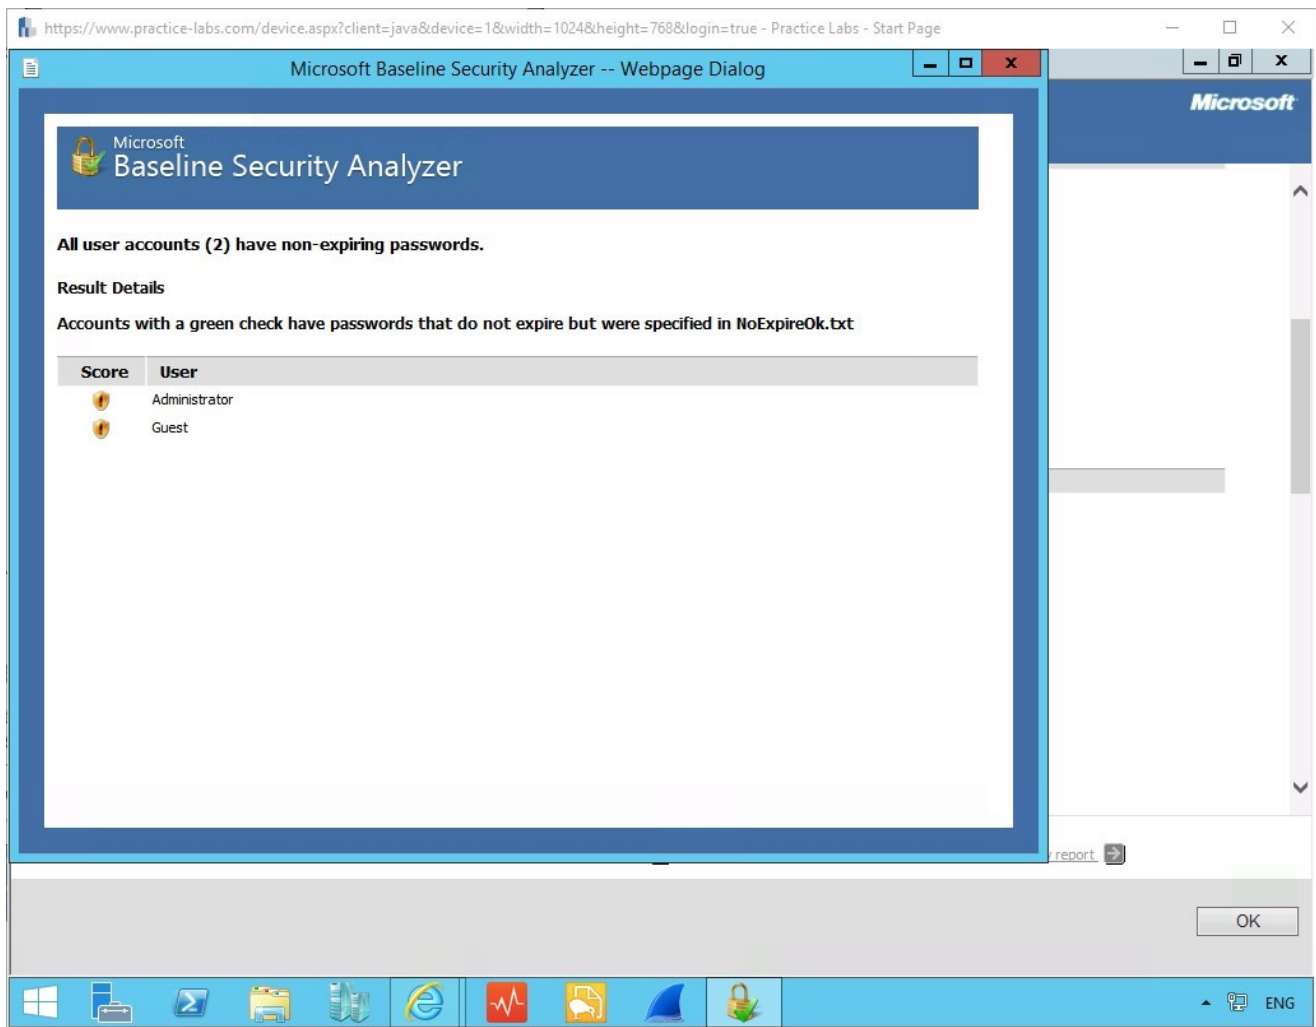 https://www.practice-labs.com/device.aspx?client=java&device=1&width=1024&height=768&login=true - Practice Labs - Start Page
Microsoft Baseline Security Analyzer -- Webpage Dialog
Microsoft
Microsoft
Baseline Security Analyzer
All user accounts (2) have non-expiring passwords.
Result Details
Accounts with a green check have passwords that do not expire but were specified in NoExpireOk.txt
Score User
Administrator
Guest
report
OK
ENG